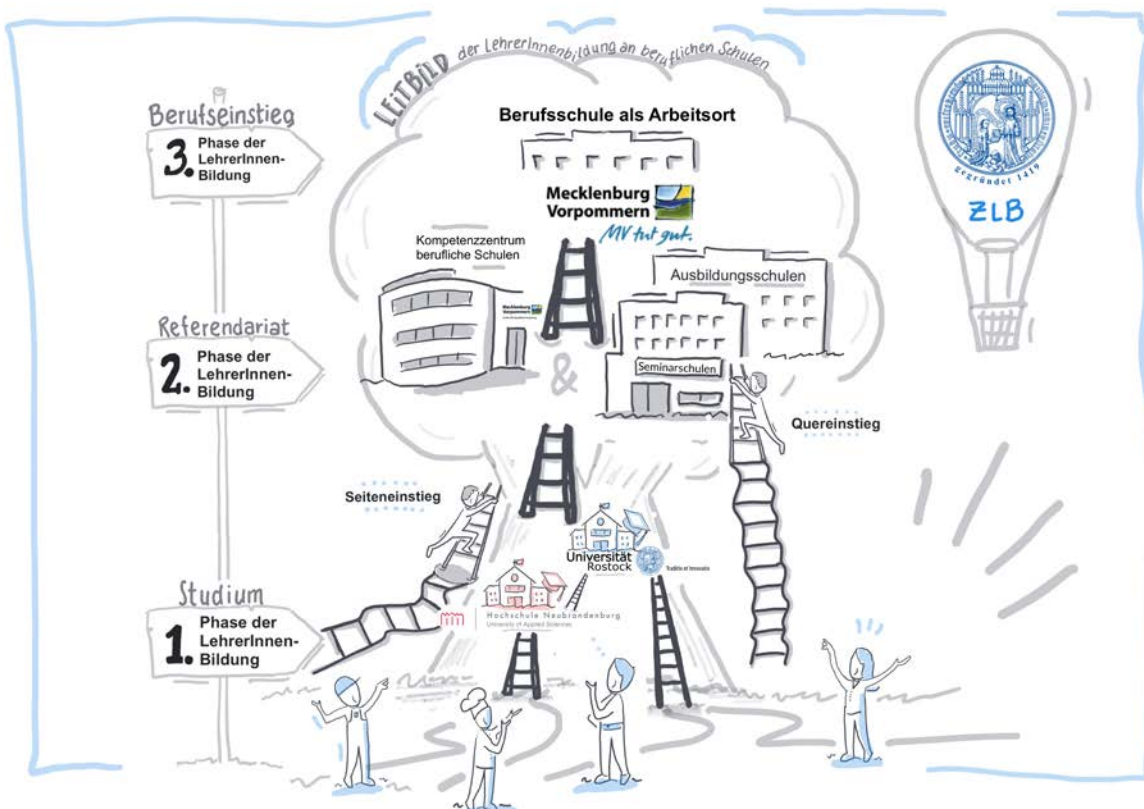 LEITBILD der LehrerInnenbildung an beruflichen Schulen
Berufseinstieg
3. Phase der
LehrerInnen-
Bildung
Berufsschule als Arbeitsort
Mecklenburg
Vorpommern
MV tut gut.
gegründet 1419
ZLB
Kompetenzzentrum
berufliche Schulen
Mecklenburg
Vorpommern
Ausbildungsschulen
Seminarschulen
Referendariat
2. Phase der
LehrerInnen-
Bildung
&
Quereinstieg
Seiteneinstieg
Universität
Rostock
Traditio et Innovatio
Hochschule Neubrandenburg
University of Applied Sciences
Studium
1. Phase der
LehrerInnen-
Bildung